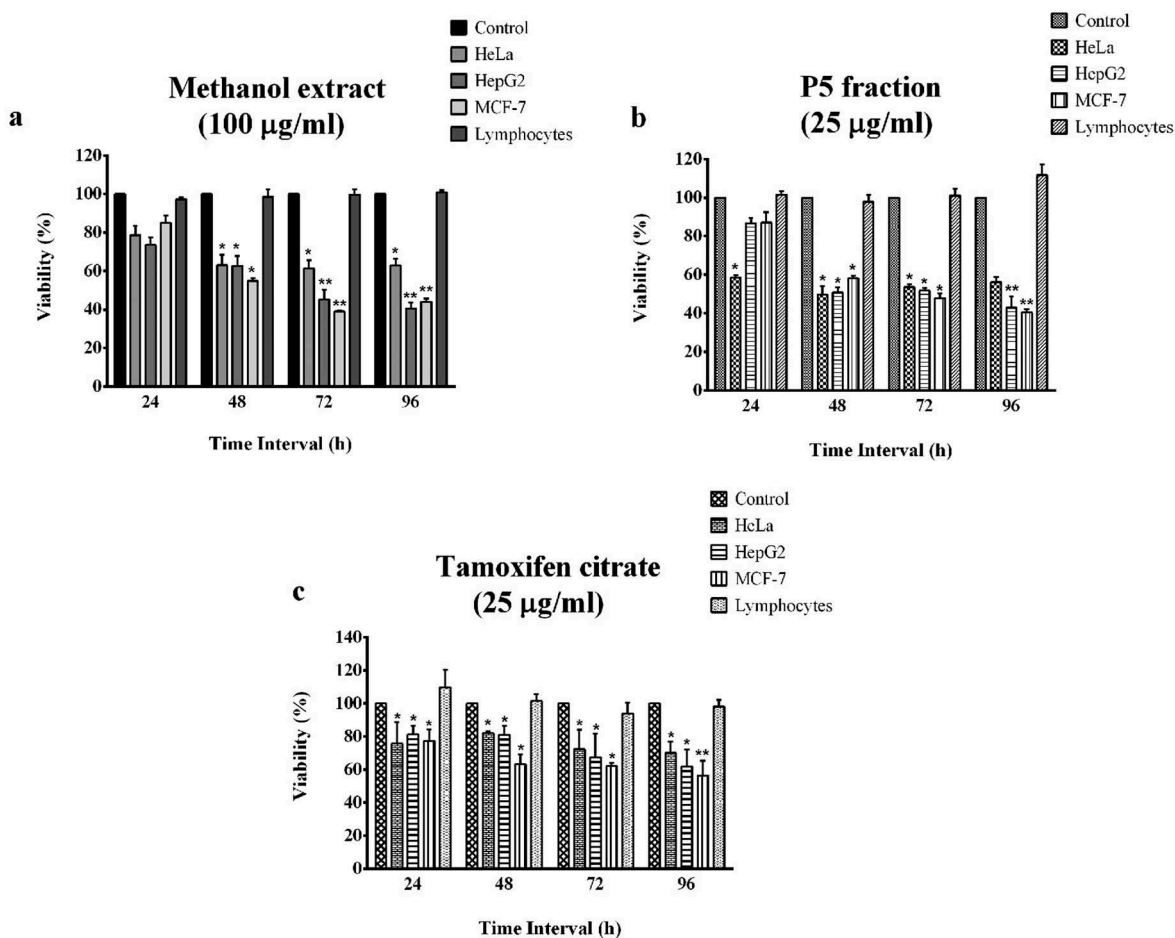 a
Methanol extract
(100 µg/ml)
Control
HeLa
HepG2
MCF-7
Lymphocytes
Viability (%)
120
100
80
60
40
20
0
* * *
* ** **
* ** **
24 48 72 96
Time Interval (h)
b
P5 fraction
(25 µg/ml)
Control
HeLa
HepG2
MCF-7
Lymphocytes
Viability (%)
120
100
80
60
40
20
0
*
* * *
* * *
** **
24 48 72 96
Time Interval (h)
c
Tamoxifen citrate
(25 µg/ml)
Control
HeLa
HepG2
MCF-7
Lymphocytes
Viability (%)
140
120
100
80
60
40
20
0
* * *
* * *
* * *
* * **
24 48 72 96
Time Interval (h)